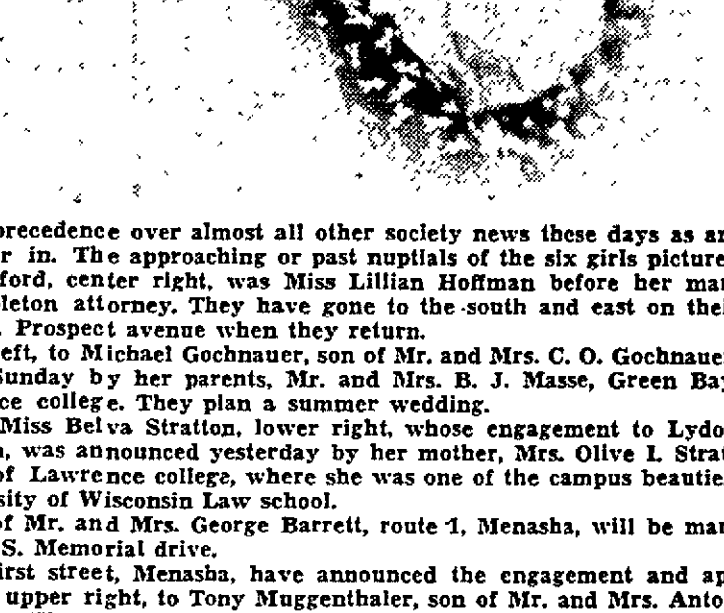 precedence over almost all other society news these days as
r in. The approaching or past nuptials of the six girls picture
ford, center right, was Miss Lillian Hoffman before her mar
leton attorney. They have gone to the south and east on thei
. Prospect avenue when they return.
eft, to Michael Gochnauer, son of Mr. and Mrs. C. O. Gochnaue
Sunday by her parents, Mr. and Mrs. B. J. Masse, Green Bay
ce college. They plan a summer wedding.
Miss Belva Stratton, lower right, whose engagement to Lydo
, was announced yesterday by her mother, Mrs. Olive I. Strat
of Lawrence college, where she was one of the campus beautie
sity of Wisconsin Law school.
of Mr. and Mrs. George Barrett, route 1, Menasha, will be mar
S. Memorial drive.
irst street, Menasha, have announced the engagement and ap
upper right, to Tony Muggenthaler, son of Mr. and Mrs. Anto